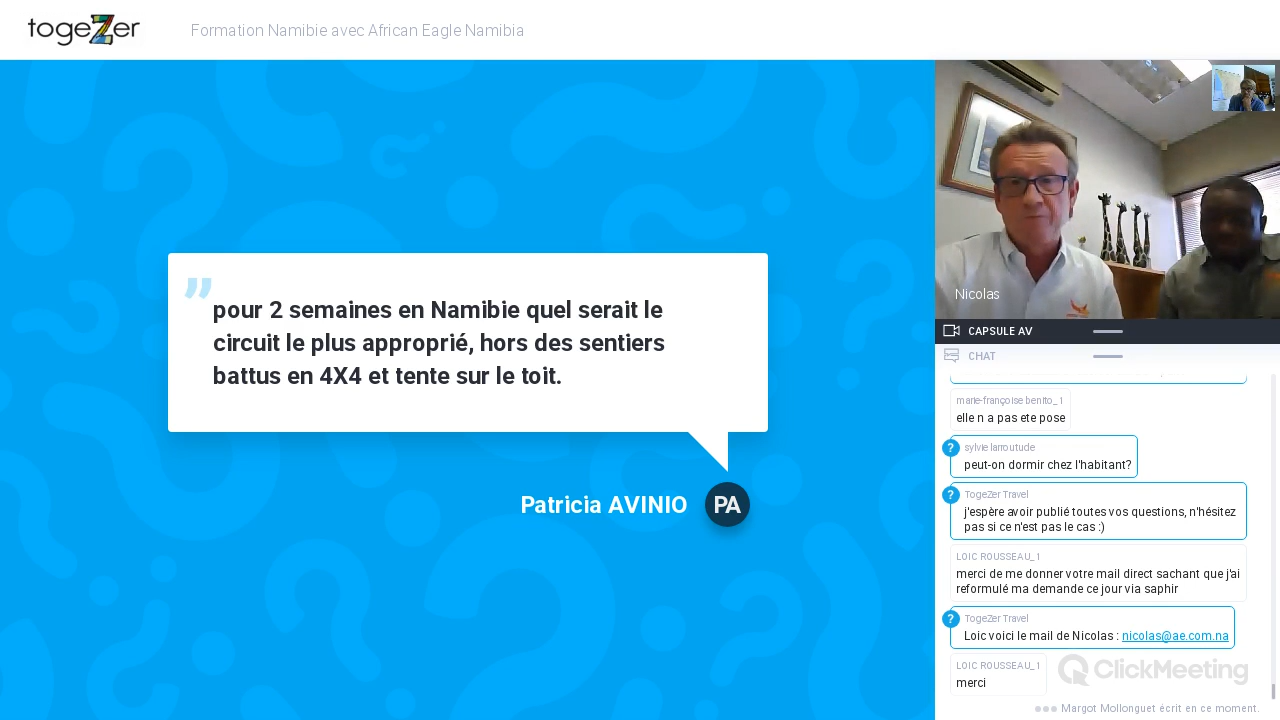 togeZer
Formation Namibie avec African Eagle Namibia
pour 2 semaines en Namibie quel serait le
circuit le plus approprié, hors des sentiers
battus en 4X4 et tente sur le toit.
Patricia AVINIO
PA
Nicolas
CAPSULE AV
CHAT
marie-françoise benito_1
elle n a pas ete pose
?
sylvie larroutude
peut-on dormir chez l'habitant?
?
TogeZer Travel
j'espère avoir publié toutes vos questions, n'hésitez
pas si ce n'est pas le cas :)
LOIC ROUSSEAU_1
merci de me donner votre mail direct sachant que j'ai
reformulé ma demande ce jour via saphir
?
TogeZer Travel
Loic voici le mail de Nicolas : nicolas@ae.com.na
LOIC ROUSSEAU_1
merci
ClickMeeting
Margot Mollonguet écrit en ce moment.